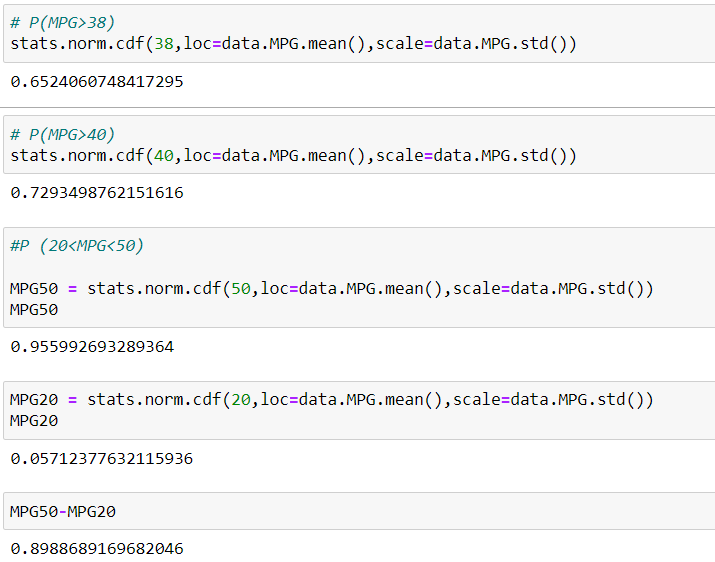 # P(MPG>38)
stats.norm.cdf(38,loc=data.MPG.mean(),scale=data.MPG.std())
0.6524060748417295
# P(MPG>40)
stats.norm.cdf(40,loc=data.MPG.mean(),scale=data.MPG.std())
0.7293498762151616
#P (20<MPG<50)
MPG50 = stats.norm.cdf(50,loc=data.MPG.mean(),scale=data.MPG.std())
MPG50
0.955992693289364
MPG20 = stats.norm.cdf(20,loc=data.MPG.mean(),scale=data.MPG.std())
MPG20
0.05712377632115936
MPG50-MPG20
0.8988689169682046